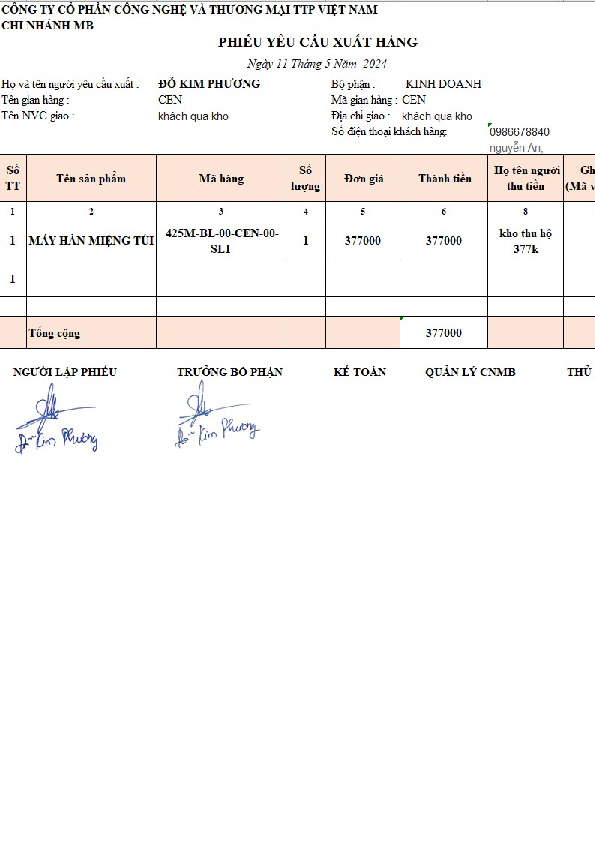 CÔNG TY CỔ PHẦN CÔNG NGHỆ VÀ THƯƠNG MẠI TTP VIỆT NAM
CHI NHÁNH MB
PHIẾU YÊU CẦU XUẤT HÀNG
Ngày 11 Tháng 5 Năm 2024
Họ và tên người yêu cầu xuất : ĐỖ KIM PHƯƠNG Bộ phận : KINH DOANH
Tên gian hàng : CEN Mã gian hàng : CEN
Tên NVC giao : khách qua kho Địa chỉ giao : khách qua kho
Số điện thoại khách hàng: 0986678840
nguyễn An,
Số TT Tên sản phẩm Mã hàng Số lượng Đơn giá Thành tiền Họ tên người thu tiền Gh (Mã v
1 2 3 4 5 6 8
1 MÁY HÀN MIỆNG TÚI 425M-BL-00-CEN-00-SL1 1 377000 377000 kho thu hộ 377k
1
Tổng cộng 377000
NGƯỜI LẬP PHIẾU TRƯỞNG BỘ PHẬN KẾ TOÁN QUẢN LÝ CNMB THỦ
Đỗ Kim Phương Đỗ Kim Phương